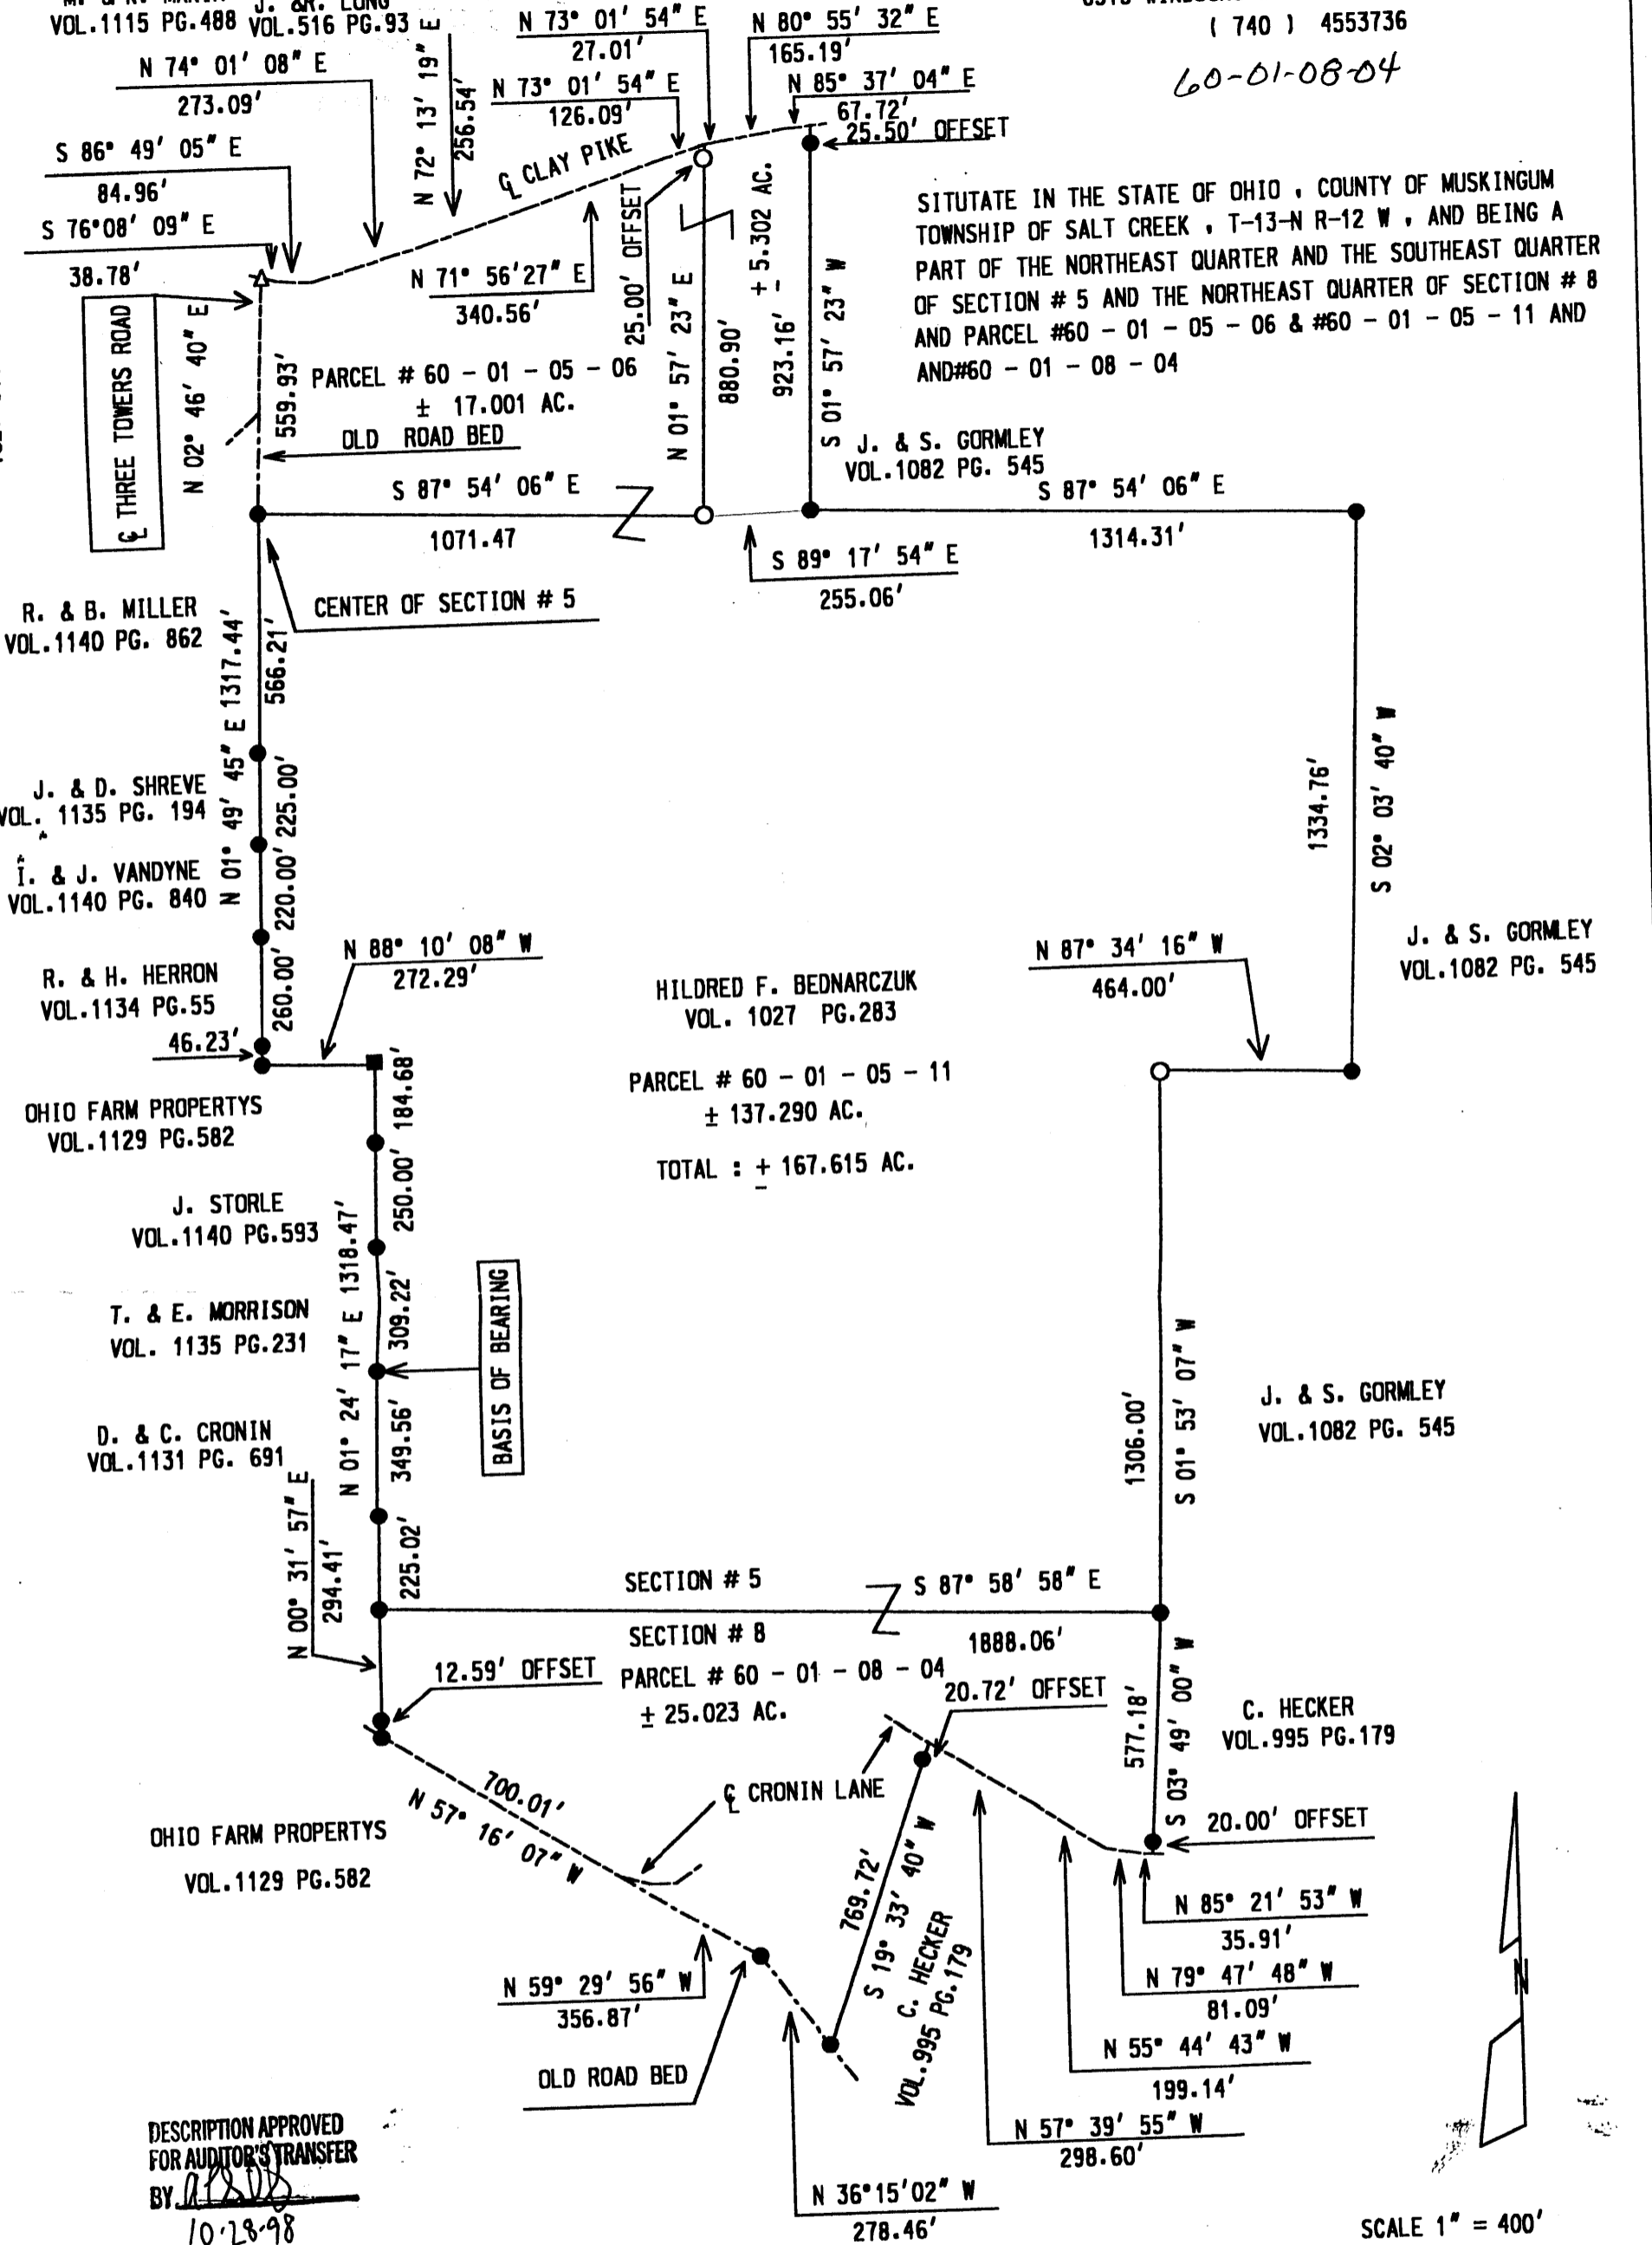 VOL.1115 PG.488 VOL.516 PG.93
N 74° 01' 08" E
273.09'
S 86° 49' 05" E
84.96'
S 76°08' 09" E
38.78'
N 72° 13' 19" E
256.54'
N 73° 01' 54" E
27.01'
N 73° 01' 54" E
126.09'
N 80° 55' 32" E
165.19'
N 85° 37' 04" E
67.72'
25.50' OFFSET
( 740 ) 4553736
60-01-08-04
SITUTATE IN THE STATE OF OHIO , COUNTY OF MUSKINGUM
TOWNSHIP OF SALT CREEK , T-13-N R-12 W , AND BEING A
PART OF THE NORTHEAST QUARTER AND THE SOUTHEAST QUARTER
OF SECTION # 5 AND THE NORTHEAST QUARTER OF SECTION # 8
AND PARCEL #60 - 01 - 05 - 06 & #60 - 01 - 05 - 11 AND
AND#60 - 01 - 08 - 04
℄ CLAY PIKE
N 71° 56'27" E
340.56'
25.00' OFFSET
℄ THREE TOWERS ROAD
N 02° 46' 40" E
559.93'
PARCEL # 60 - 01 - 05 - 06
± 17.001 AC.
OLD ROAD BED
N 01° 57' 23" E
880.90'
± 5.302 AC.
923.16'
S 01° 57' 23" W
J. & S. GORMLEY
VOL.1082 PG. 545
S 87° 54' 06" E
1071.47
S 89° 17' 54" E
255.06'
S 87° 54' 06" E
1314.31'
CENTER OF SECTION # 5
R. & B. MILLER
VOL.1140 PG. 862
N 01° 49' 45" E 1317.44'
566.21'
J. & D. SHREVE
VOL. 1135 PG. 194
225.00'
I. & J. VANDYNE
VOL.1140 PG. 840
220.00'
R. & H. HERRON
VOL.1134 PG.55
260.00'
46.23'
N 88° 10' 08" W
272.29'
HILDRED F. BEDNARCZUK
VOL. 1027 PG.283
PARCEL # 60 - 01 - 05 - 11
± 137.290 AC.
TOTAL : ± 167.615 AC.
N 87° 34' 16" W
464.00'
1334.76'
S 02° 03' 40" W
J. & S. GORMLEY
VOL.1082 PG. 545
OHIO FARM PROPERTYS
VOL.1129 PG.582
184.68'
J. STORLE
VOL.1140 PG.593
250.00'
T. & E. MORRISON
VOL. 1135 PG.231
N 01° 24' 17" E 1318.47'
309.22'
BASIS OF BEARING
D. & C. CRONIN
VOL.1131 PG. 691
349.56'
225.02'
N 00° 31' 57" E
294.41'
1306.00'
S 01° 53' 07" W
J. & S. GORMLEY
VOL.1082 PG. 545
SECTION # 5
S 87° 58' 58" E
SECTION # 8
1888.06'
12.59' OFFSET
PARCEL # 60 - 01 - 08 - 04
± 25.023 AC.
20.72' OFFSET
577.18'
S 03° 49' 00" W
C. HECKER
VOL.995 PG.179
20.00' OFFSET
700.01'
N 57° 16' 07" W
℄ CRONIN LANE
OHIO FARM PROPERTYS
VOL.1129 PG.582
769.72'
S 19° 33' 40" W
C. HECKER
VOL.995 PG.179
N 85° 21' 53" W
35.91'
N 79° 47' 48" W
81.09'
N 55° 44' 43" W
199.14'
N 57° 39' 55" W
298.60'
N 59° 29' 56" W
356.87'
OLD ROAD BED
N 36°15'02" W
278.46'
N
DESCRIPTION APPROVED
FOR AUDITOR'S TRANSFER
BY
10·28·98
SCALE 1" = 400'